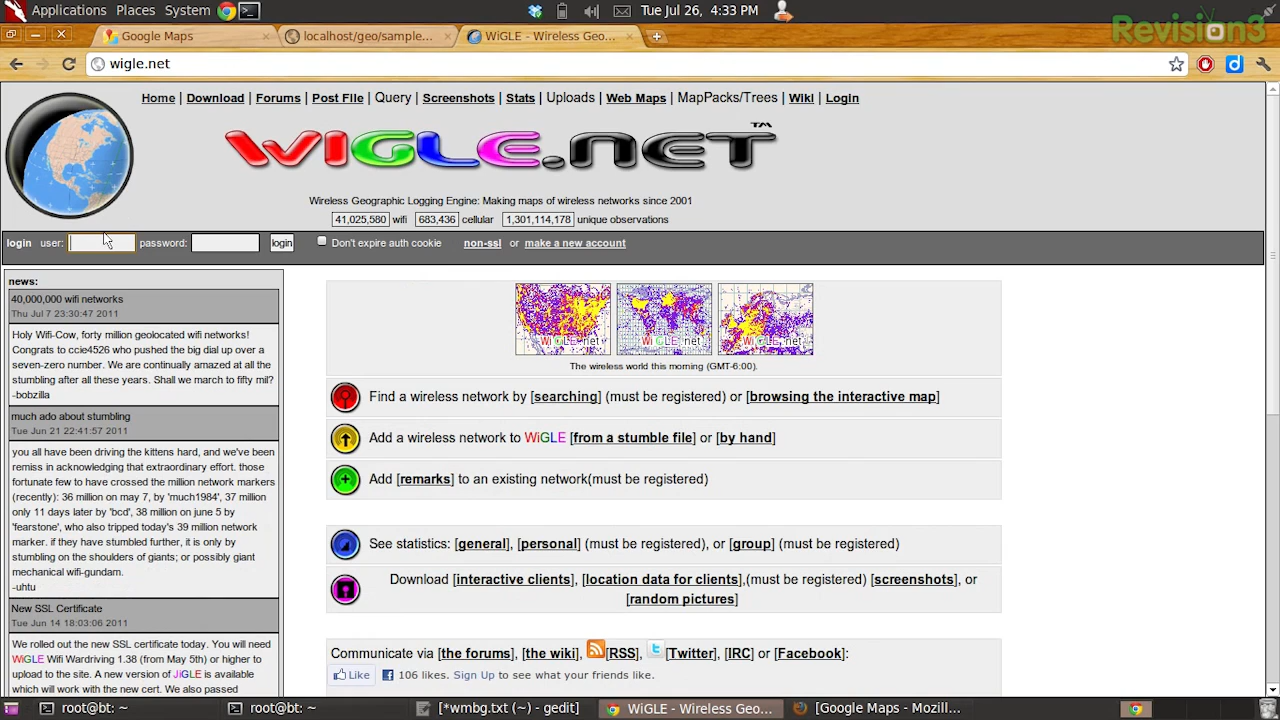 Applications Places System Tue Jul 26, 4:33 PM
Revision3
Google Maps localhost/geo/sample... WiGLE - Wireless Geo...
wigle.net
Home | Download | Forums | Post File | Query | Screenshots | Stats | Uploads | Web Maps | MapPacks/Trees | Wiki | Login
WIGLE.NET™
Wireless Geographic Logging Engine: Making maps of wireless networks since 2001
41,025,580 wifi 683,436 cellular 1,301,114,178 unique observations
login user: password: login Don't expire auth cookie non-ssl or make a new account
news:
40,000,000 wifi networks
Thu Jul 7 23:30:47 2011
Holy Wifi-Cow, forty million geolocated wifi networks!
Congrats to ccie4526 who pushed the big dial up over a
seven-zero number. We are continually amazed at all the
stumbling after all these years. Shall we march to fifty mil?
-bobzilla
much ado about stumbling
Tue Jun 21 22:41:57 2011
you all have been driving the kittens hard, and we've been
remiss in acknowledging that extraordinary effort. those
fortunate few to have crossed the million network markers
(recently): 36 million on may 7, by 'much1984', 37 million
only 11 days later by 'bcd', 38 million on june 5 by
'fearstone', who also tripped today's 39 million network
marker. if they have stumbled further, it is only by
stumbling on the shoulders of giants; or possibly giant
mechanical wifi-gundam.
-uhtu
New SSL Certificate
Tue Jun 14 18:03:06 2011
We rolled out the new SSL certificate today. You will need
WiGLE Wifi Wardriving 1.38 (from May 5th) or higher to
upload to the site. A new version of JiGLE is available
which will work with the new cert. We also passed
WiGLE.net WiGLE.net WiGLE.net
The wireless world this morning (GMT-6:00).
Find a wireless network by [searching] (must be registered) or [browsing the interactive map]
Add a wireless network to WiGLE [from a stumble file] or [by hand]
Add [remarks] to an existing network(must be registered)
See statistics: [general], [personal] (must be registered), or [group] (must be registered)
Download [interactive clients], [location data for clients],(must be registered) [screenshots], or
[random pictures]
Communicate via [the forums], [the wiki], [RSS], [Twitter], [IRC] or [Facebook]:
Like 106 likes. Sign Up to see what your friends like.
root@bt: ~ root@bt: ~ [*wmbg.txt (~) - gedit] WiGLE - Wireless Geo... [Google Maps - Mozill...